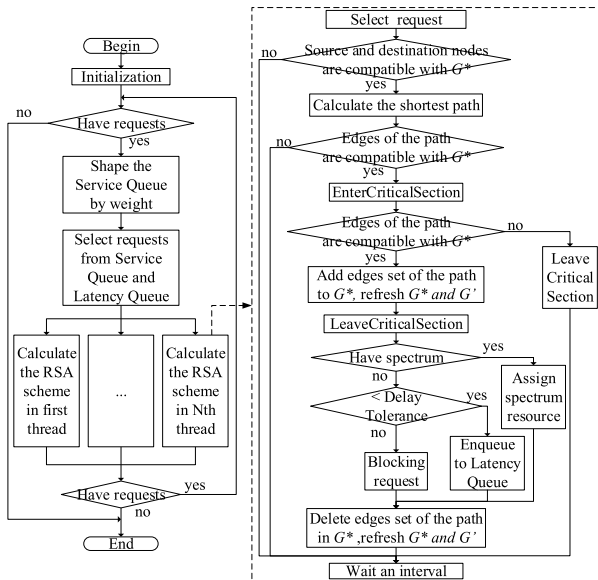 Begin
Initialization
Have requests
no
yes
Shape the
Service Queue
by weight
Select requests
from Service
Queue and
Latency Queue
Calculate
the RSA
scheme
in first
thread
...
Calculate
the RSA
scheme
in Nth
thread
Have requests
yes
no
End
Select request
no
Source and destination nodes
are compatible with G*
yes
Calculate the shortest path
no
Edges of the path
are compatible with G*
yes
EnterCriticalSection
Edges of the path
are compatible with G*
no
yes
Leave
Critical
Section
Add edges set of the path
to G*, refresh G* and G’
LeaveCriticalSection
Have spectrum
yes
no
Assign
spectrum
resource
< Delay
Tolerance
yes
no
Blocking
request
Enqueue
to Latency
Queue
Delete edges set of the path
in G* ,refresh G* and G’
Wait an interval